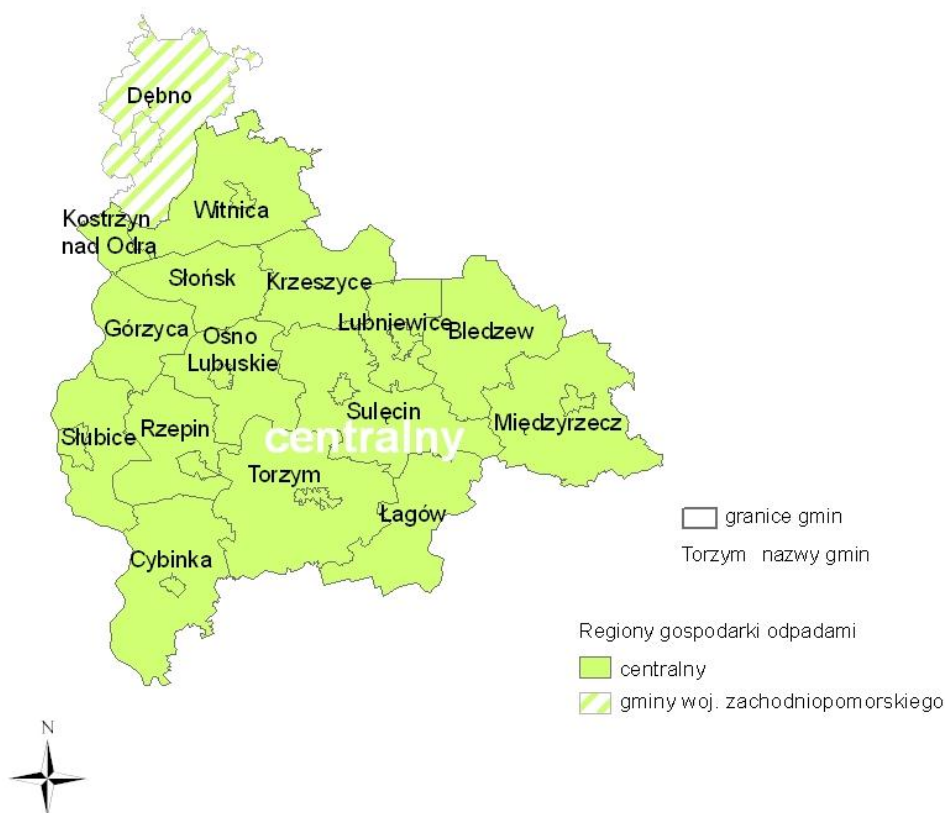 Dębno
Kostrzyn
nad Odrą
Witnica
Słońsk
Krzeszyce
Górzyca
Ośno
Lubuskie
Lubniewice
Bledzew
Słubice
Rzepin
Sulęcin
Międzyrzecz
centralny
Torzym
Łagów
Cybinka
granice gmin
Torzym nazwy gmin
Regiony gospodarki odpadami
centralny
gminy woj. zachodniopomorskiego
N